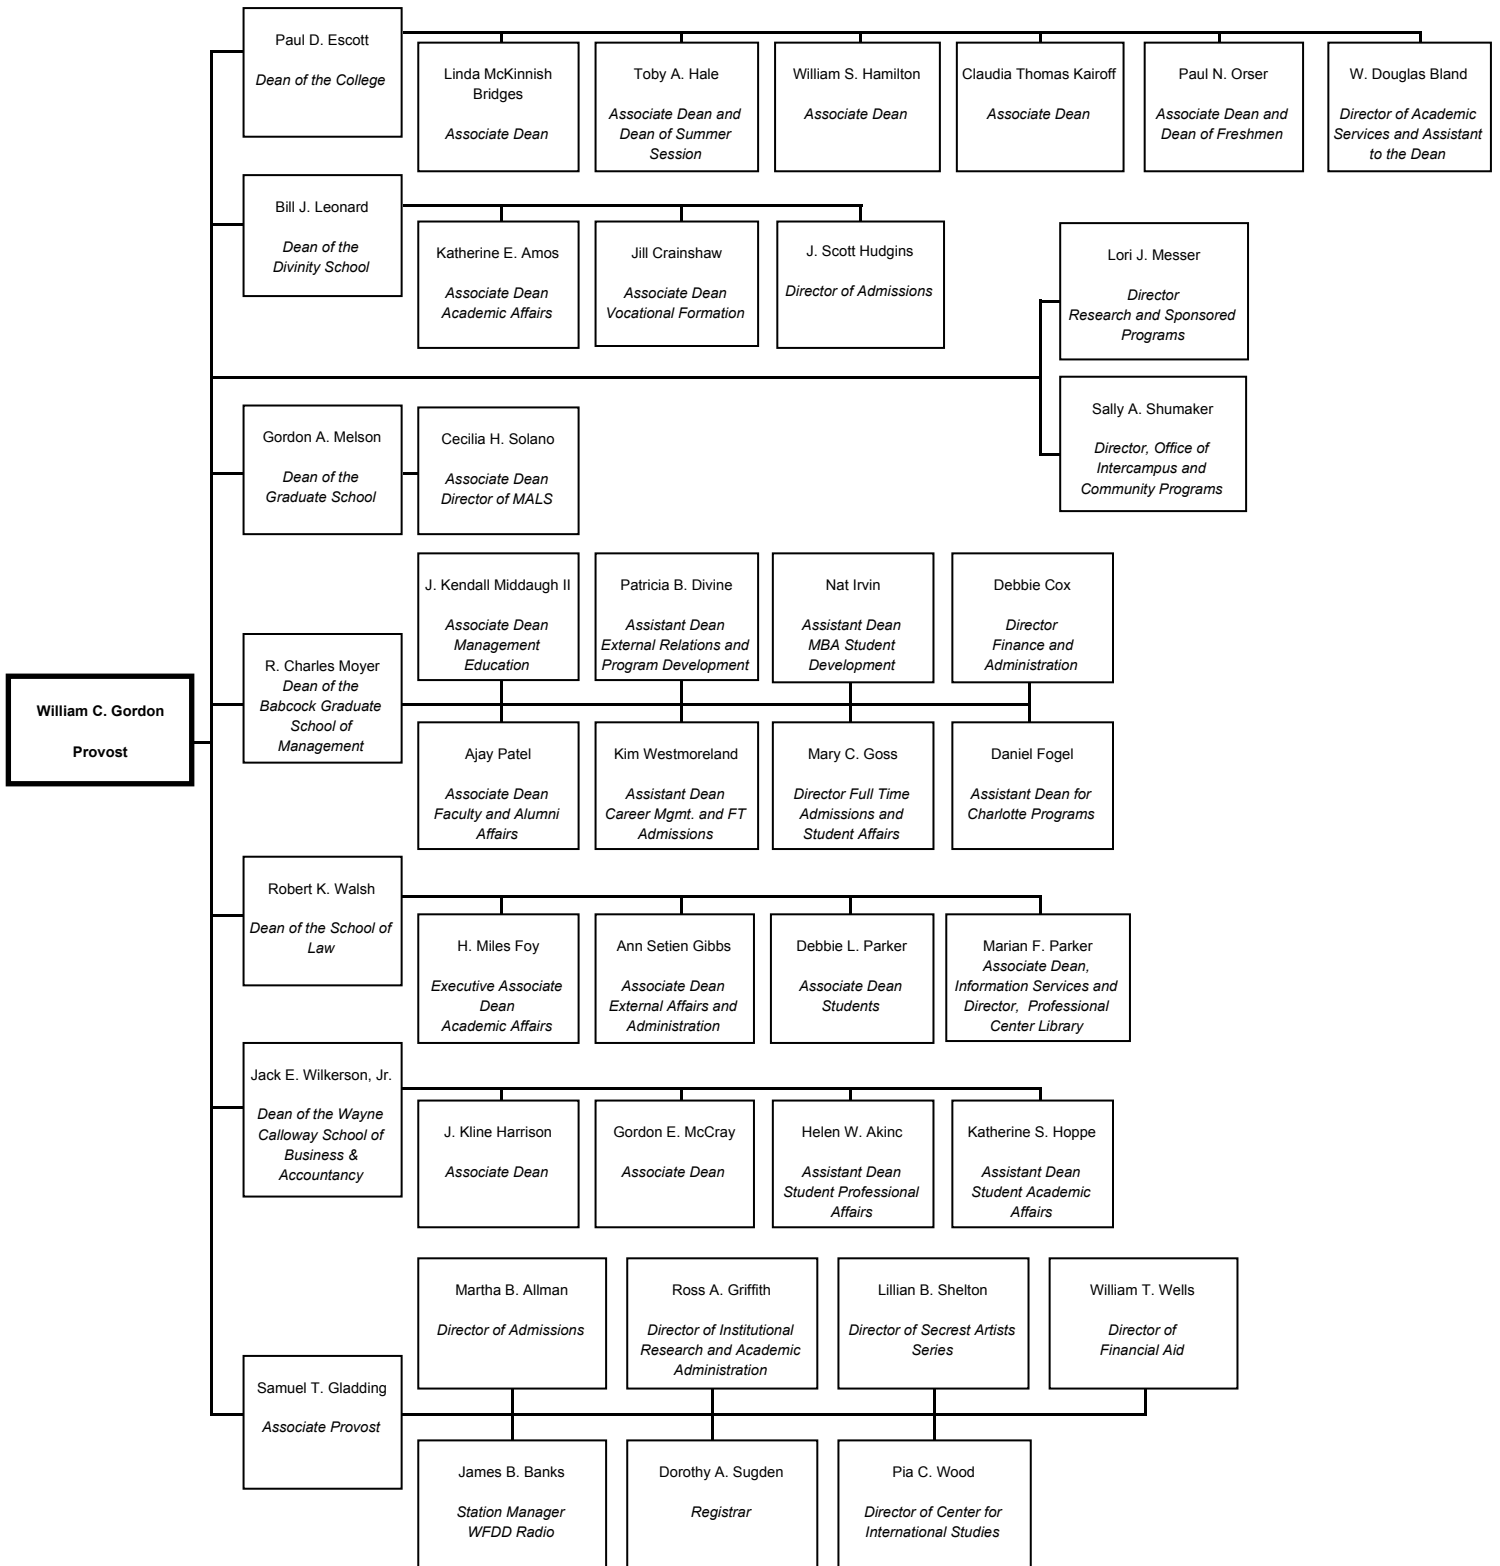 Paul D. Escott
Dean of the College
Linda McKinnish
Bridges
Associate Dean
Toby A. Hale
Associate Dean and
Dean of Summer
Session
William S. Hamilton
Associate Dean
Claudia Thomas Kairoff
Associate Dean
Paul N. Orser
Associate Dean and
Dean of Freshmen
W. Douglas Bland
Director of Academic
Services and Assistant
to the Dean
Bill J. Leonard
Dean of the
Divinity School
Katherine E. Amos
Associate Dean
Academic Affairs
Jill Crainshaw
Associate Dean
Vocational Formation
J. Scott Hudgins
Director of Admissions
Lori J. Messer
Director
Research and Sponsored
Programs
Sally A. Shumaker
Director, Office of
Intercampus and
Community Programs
Gordon A. Melson
Dean of the
Graduate School
Cecilia H. Solano
Associate Dean
Director of MALS
William C. Gordon
Provost
R. Charles Moyer
Dean of the
Babcock Graduate
School of
Management
J. Kendall Middaugh II
Associate Dean
Management
Education
Patricia B. Divine
Assistant Dean
External Relations and
Program Development
Nat Irvin
Assistant Dean
MBA Student
Development
Debbie Cox
Director
Finance and
Administration
Ajay Patel
Associate Dean
Faculty and Alumni
Affairs
Kim Westmoreland
Assistant Dean
Career Mgmt. and FT
Admissions
Mary C. Goss
Director Full Time
Admissions and
Student Affairs
Daniel Fogel
Assistant Dean for
Charlotte Programs
Robert K. Walsh
Dean of the School of
Law
H. Miles Foy
Executive Associate
Dean
Academic Affairs
Ann Setien Gibbs
Associate Dean
External Affairs and
Administration
Debbie L. Parker
Associate Dean
Students
Marian F. Parker
Associate Dean,
Information Services and
Director, Professional
Center Library
Jack E. Wilkerson, Jr.
Dean of the Wayne
Calloway School of
Business &
Accountancy
J. Kline Harrison
Associate Dean
Gordon E. McCray
Associate Dean
Helen W. Akinc
Assistant Dean
Student Professional
Affairs
Katherine S. Hoppe
Assistant Dean
Student Academic
Affairs
Samuel T. Gladding
Associate Provost
Martha B. Allman
Director of Admissions
Ross A. Griffith
Director of Institutional
Research and Academic
Administration
Lillian B. Shelton
Director of Secrest Artists
Series
William T. Wells
Director of
Financial Aid
James B. Banks
Station Manager
WFDD Radio
Dorothy A. Sugden
Registrar
Pia C. Wood
Director of Center for
International Studies